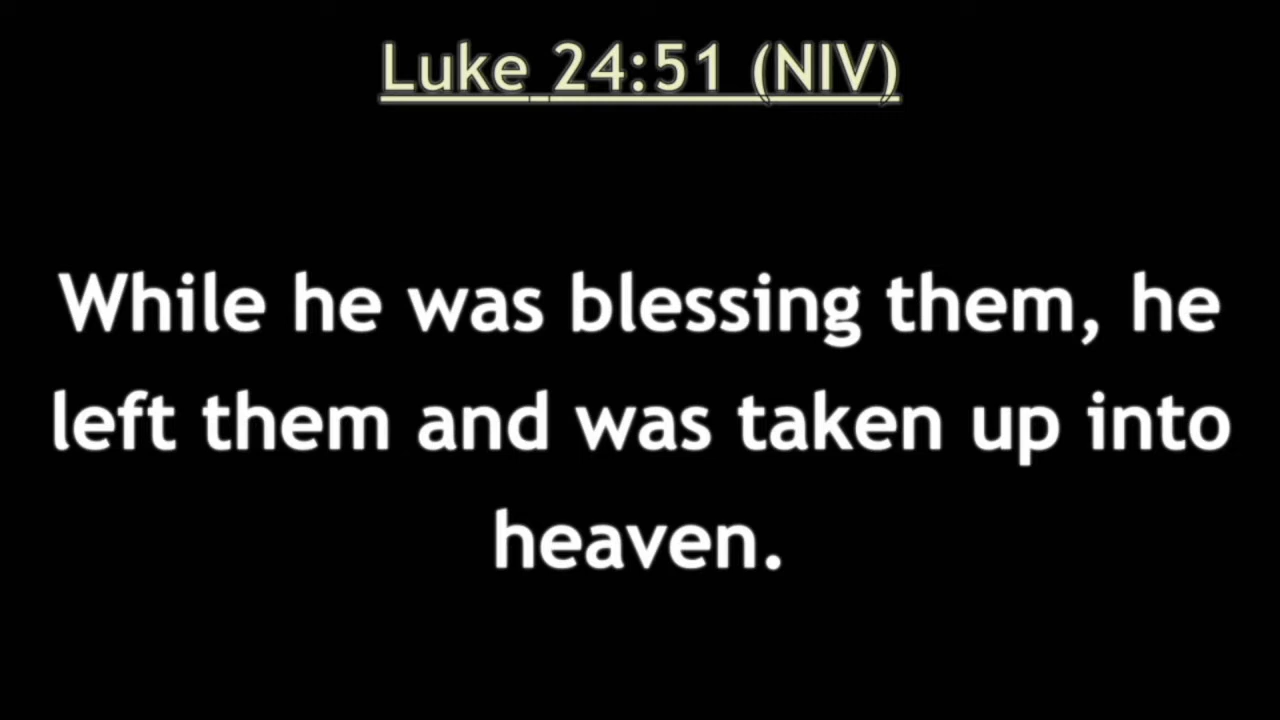 Luke 24:51 (NIV)
While he was blessing them, he
left them and was taken up into
heaven.